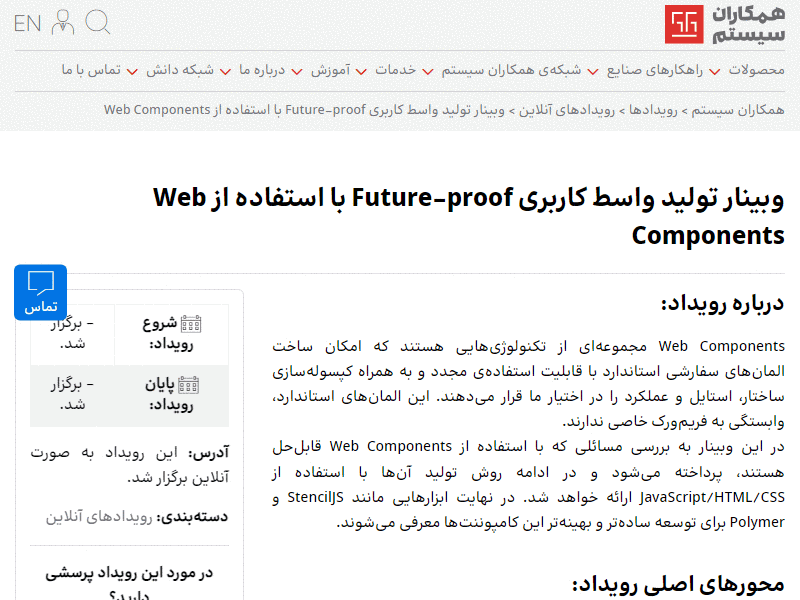 همکاران
سیستم
EN
محصولات راهکارهای صنایع شبکه‌ی همکاران سیستم خدمات آموزش درباره ما شبکه دانش تماس با ما
همکاران سیستم > رویدادها > رویدادهای آنلاین > وبینار تولید واسط کاربری Future-proof با استفاده از Web Components
وبینار تولید واسط کاربری Future-proof با استفاده از Web
Components
درباره رویداد:
Web Components مجموعه‌ای از تکنولوژی‌هایی هستند که امکان ساخت
المان‌های سفارشی استاندارد با قابلیت استفاده‌ی مجدد و به همراه کپسوله‌سازی
ساختار، استایل و عملکرد را در اختیار ما قرار می‌دهند. این المان‌های استاندارد،
وابستگی به فریم‌ورک خاصی ندارند.
در این وبینار به بررسی مسائلی که با استفاده از Web Components قابل‌حل
هستند، پرداخته می‌شود و در ادامه روش تولید آن‌ها با استفاده از
JavaScript/HTML/CSS ارائه خواهد شد. در نهایت ابزارهایی مانند StencilJS و
Polymer برای توسعه ساده‌تر و بهینه‌تر این کامپوننت‌ها معرفی می‌شوند.
محورهای اصلی رویداد:
تماس
شروع
رویداد:
- برگزار
شد.
پایان
رویداد:
- برگزار
شد.
آدرس: این رویداد به صورت
آنلاین برگزار شد.
دسته‌بندی: رویدادهای آنلاین
در مورد این رویداد پرسشی
دارید؟